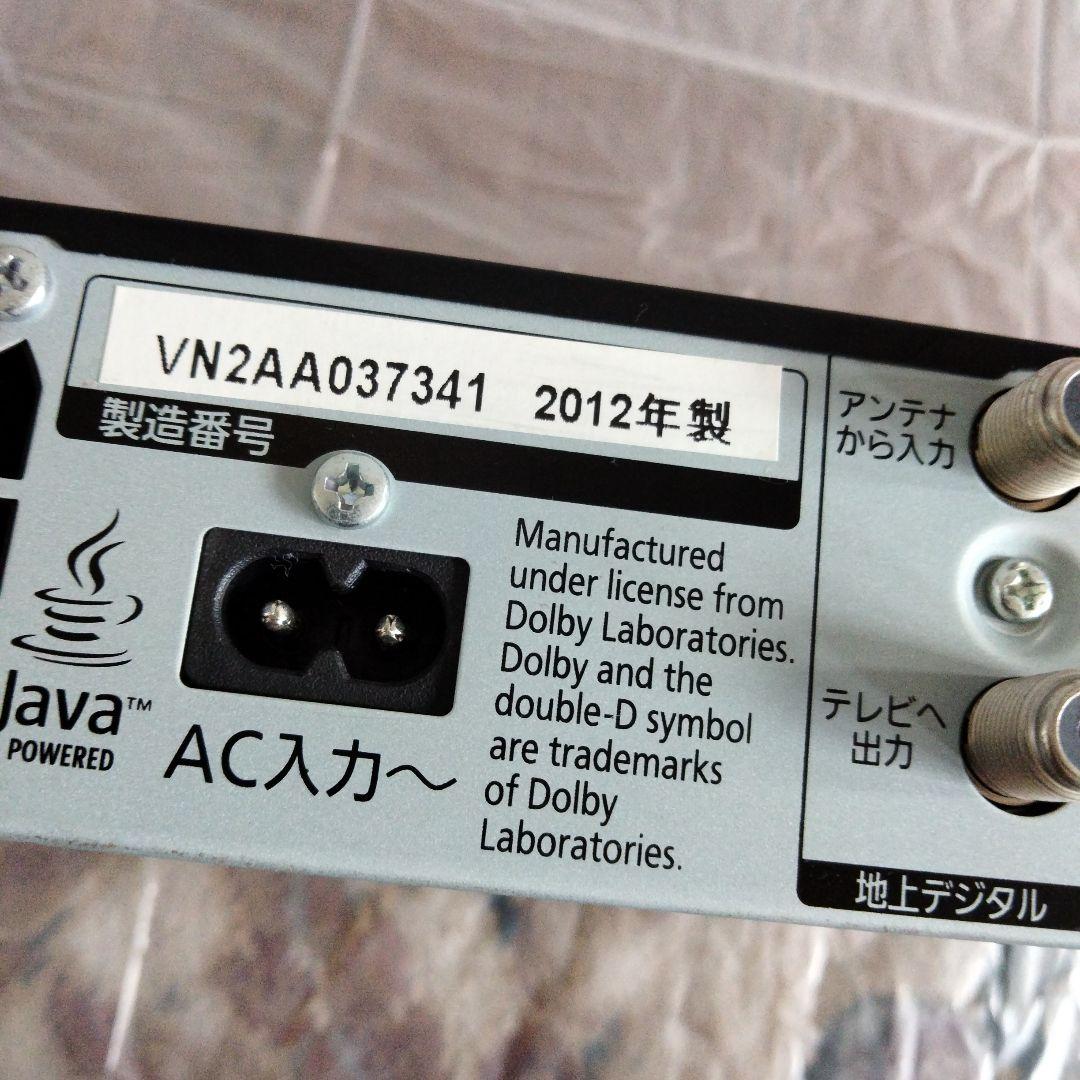 VN2AA037341 2012年製
製造番号
Java™
POWERED
AC入力～
Manufactured
under license from
Dolby Laboratories.
Dolby and the
double-D symbol
are trademarks
of Dolby
Laboratories.
アンテナ
から入力
テレビへ
出力
地上デジタル